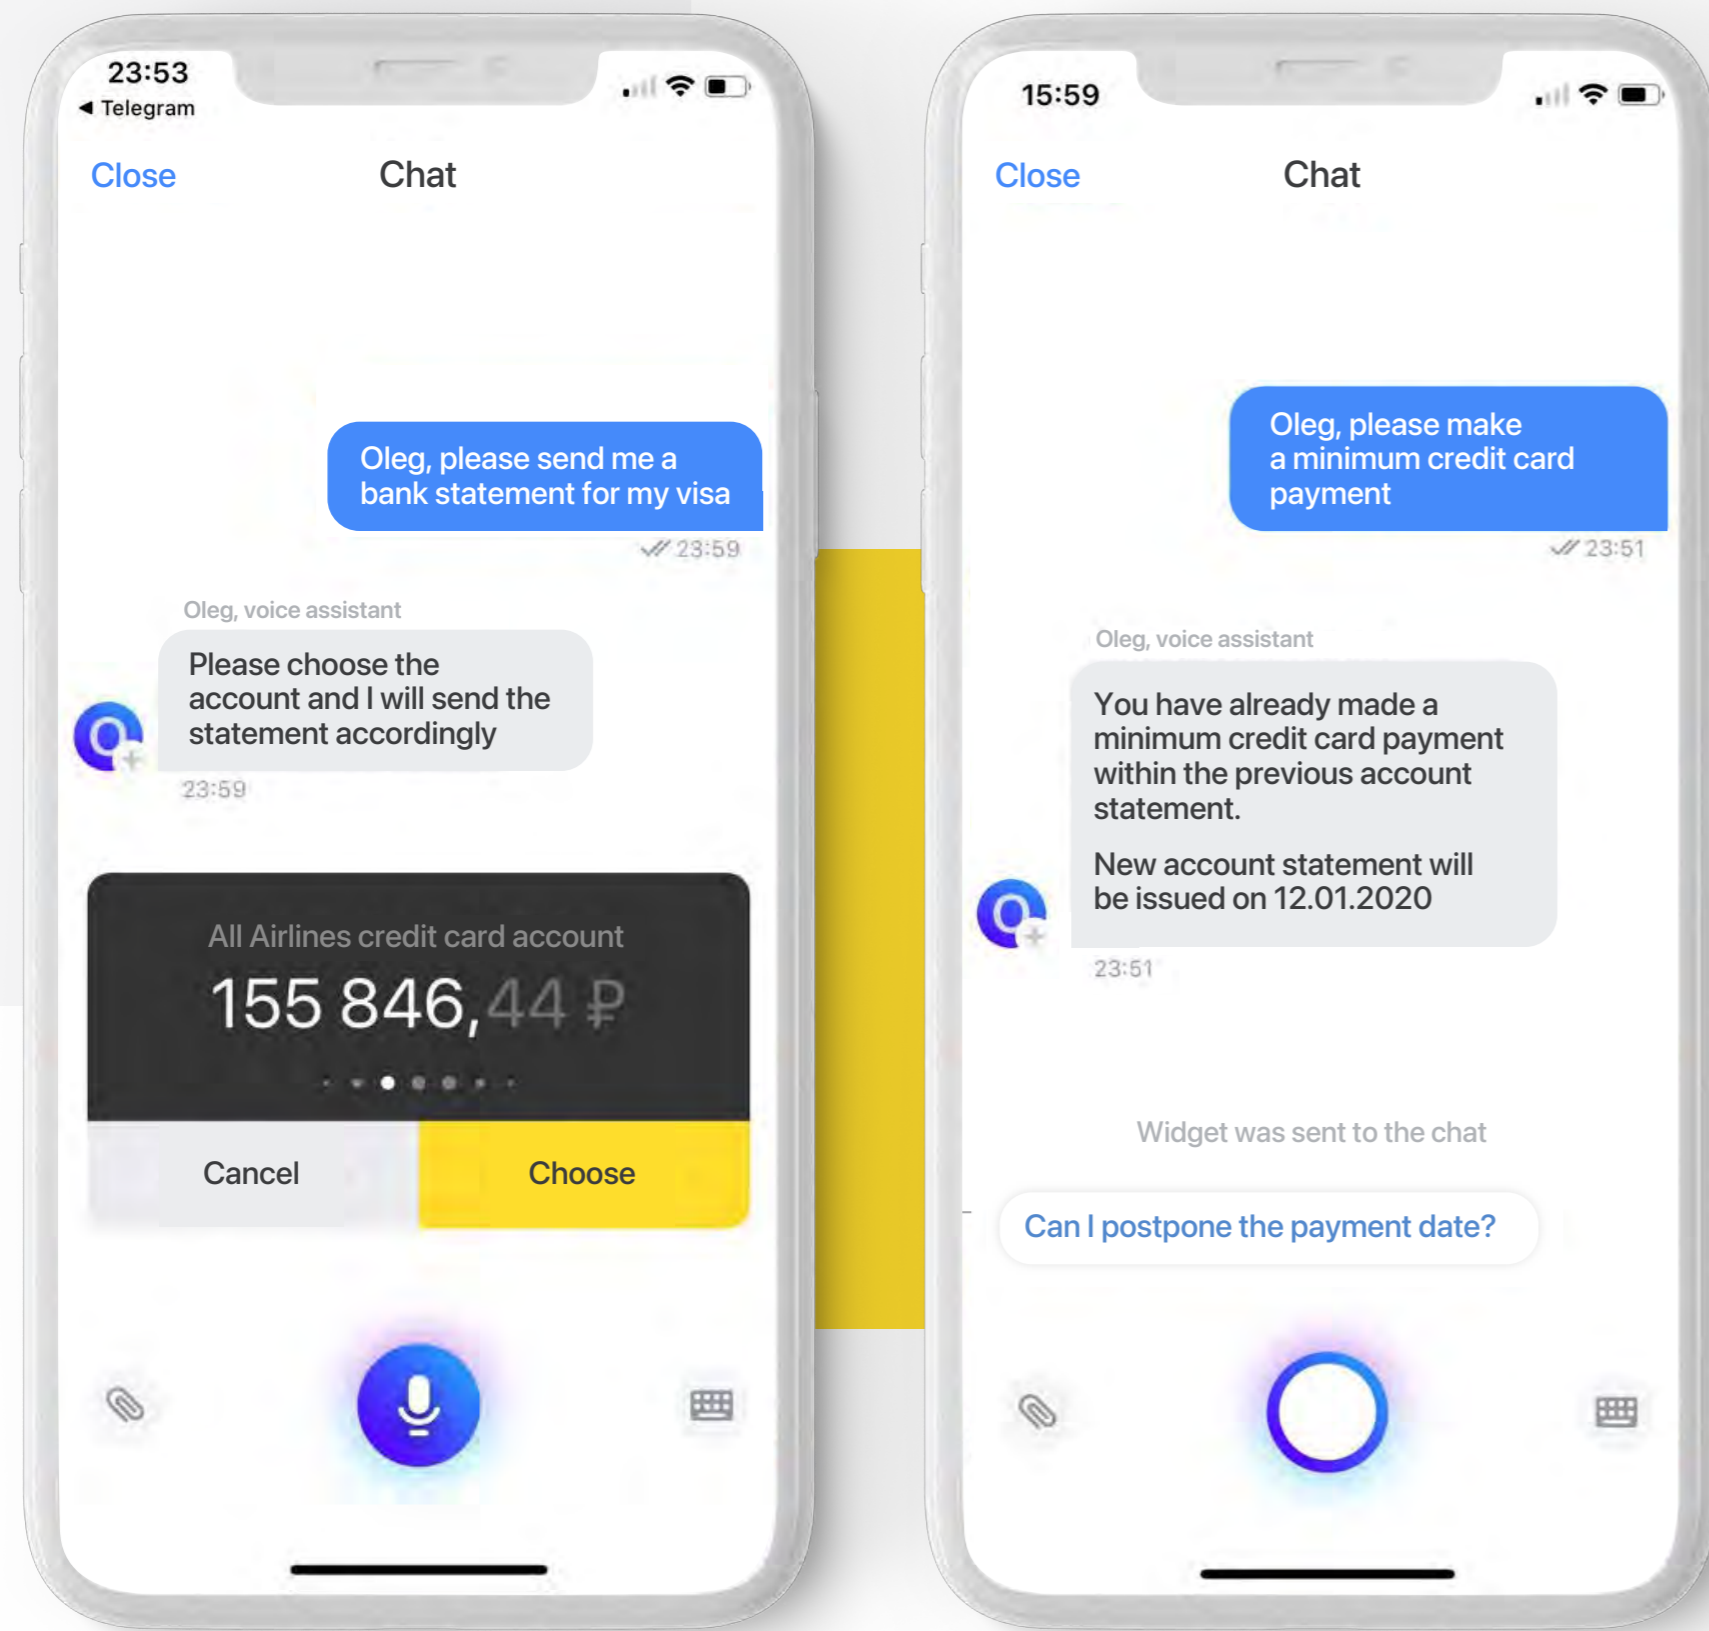 23:53
Telegram
Close
Chat
Oleg, please send me a
bank statement for my visa
23:59
Oleg, voice assistant
Please choose the
account and I will send the
statement accordingly
23:59
All Airlines credit card account
155 846,44 ₽
Cancel
Choose
15:59
Close
Chat
Oleg, please make
a minimum credit card
payment
23:51
Oleg, voice assistant
You have already made a
minimum credit card payment
within the previous account
statement.
New account statement will
be issued on 12.01.2020
23:51
Widget was sent to the chat
Can I postpone the payment date?